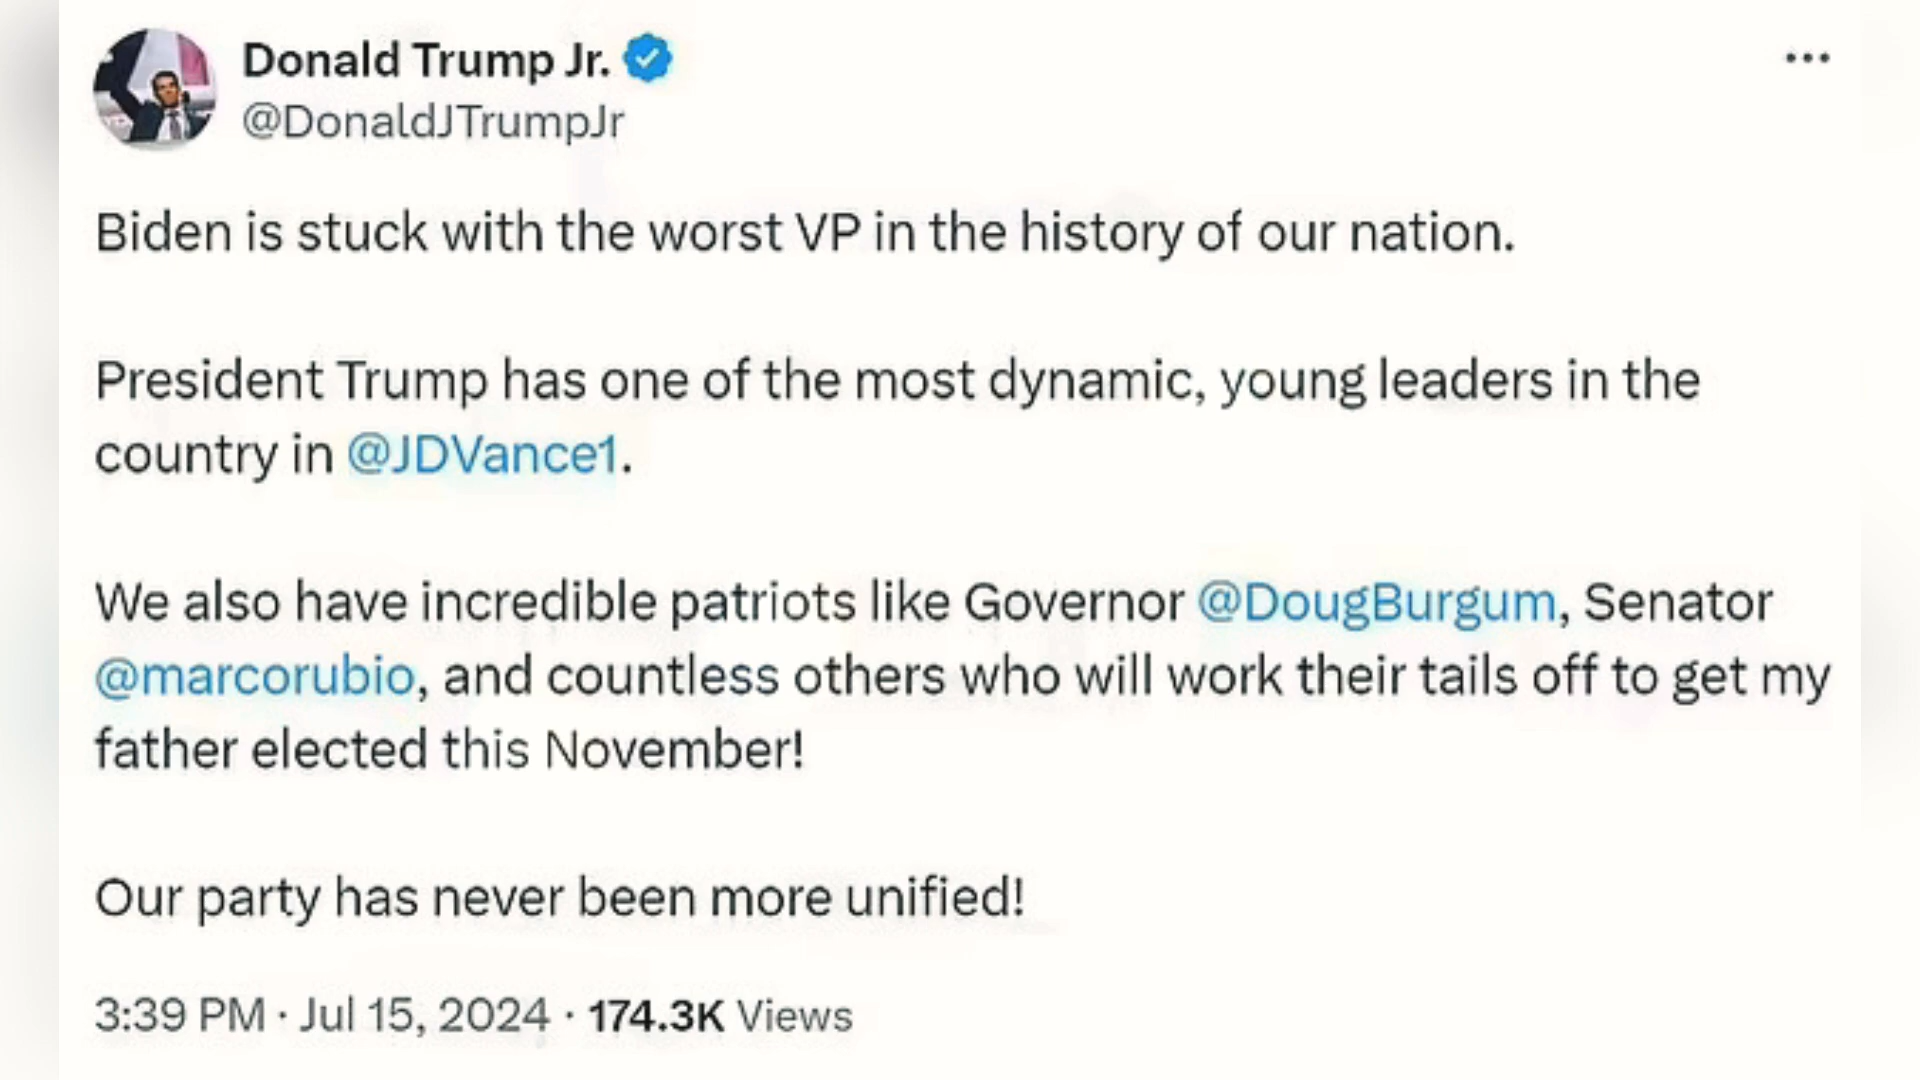 Donald Trump Jr.
@DonaldJTrumpJr
Biden is stuck with the worst VP in the history of our nation.
President Trump has one of the most dynamic, young leaders in the
country in @JDVance1.
We also have incredible patriots like Governor @DougBurgum, Senator
@marcorubio, and countless others who will work their tails off to get my
father elected this November!
Our party has never been more unified!
3:39 PM · Jul 15, 2024 · 174.3K Views